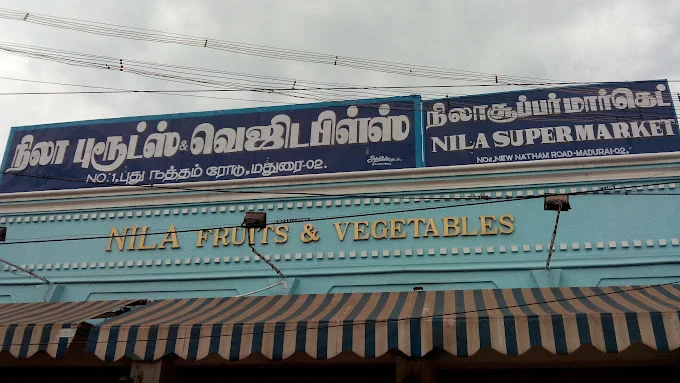 நிலா புரூட்ஸ் & வெஜிடபிள்ஸ்
NO.1, புது நத்தம் ரோடு, மதுரை-02.
நிலா சூப்பர் மார்கெட்
NILA SUPER MARKET
NO.1, NEW NATHAM ROAD-MADURAI-02.
NILA FRUITS & VEGETABLES